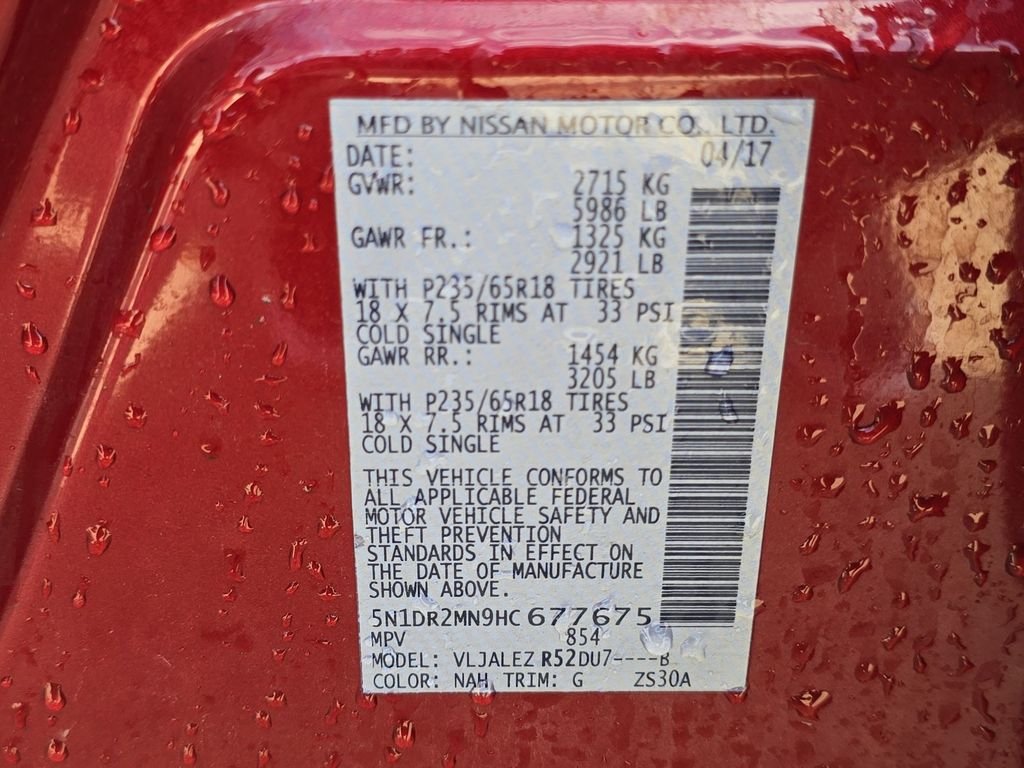 MFD BY NISSAN MOTOR CO., LTD.
DATE: 04/17
GVWR: 2715 KG
5986 LB
GAWR FR.: 1325 KG
2921 LB
WITH P235/65R18 TIRES
18 X 7.5 RIMS AT 33 PSI
COLD SINGLE
GAWR RR.: 1454 KG
3205 LB
WITH P235/65R18 TIRES
18 X 7.5 RIMS AT 33 PSI
COLD SINGLE
THIS VEHICLE CONFORMS TO
ALL APPLICABLE FEDERAL
MOTOR VEHICLE SAFETY AND
THEFT PREVENTION
STANDARDS IN EFFECT ON
THE DATE OF MANUFACTURE
SHOWN ABOVE.
5N1DR2MN9HC 677675
MPV 854
MODEL: VLJALEZ R52DU7----B
COLOR: NAH TRIM: G ZS30A